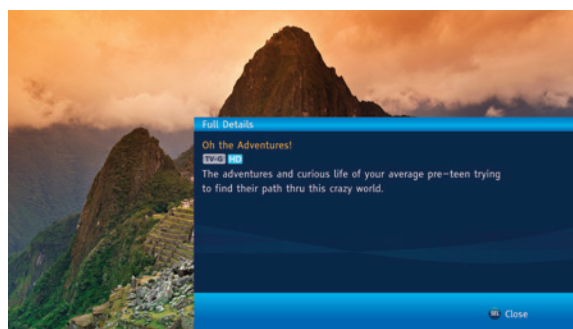 Full Details
Oh the Adventures!
TV-G HD
The adventures and curious life of your average pre-teen trying
to find their path thru this crazy world.
SEL Close